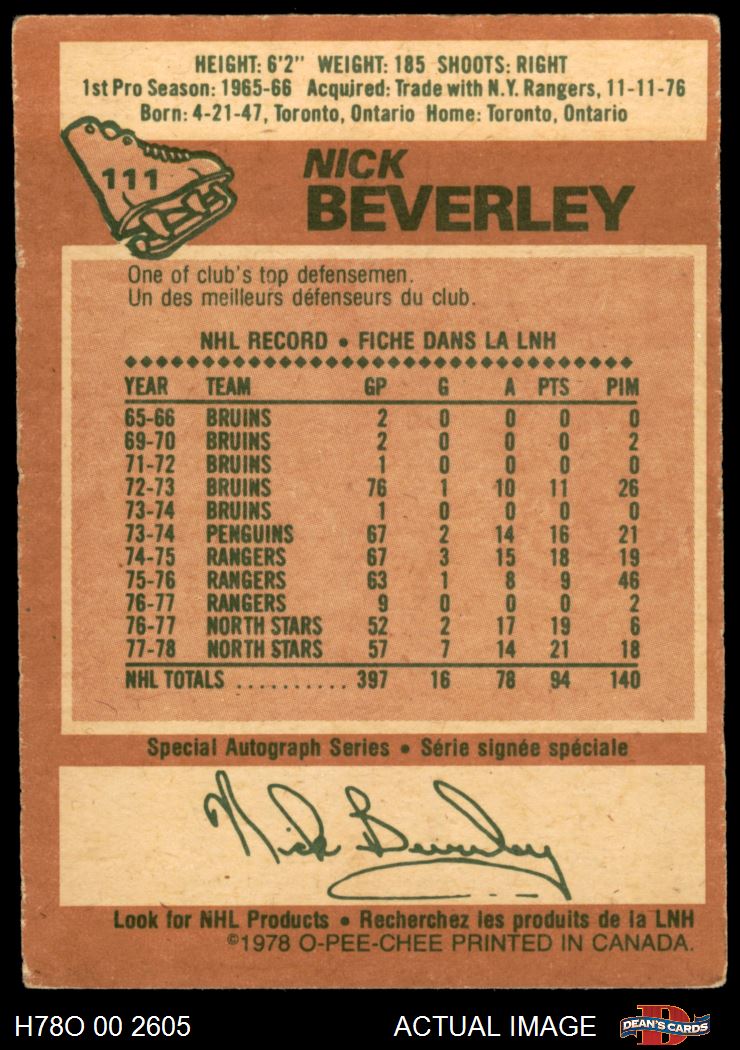 HEIGHT: 6'2" WEIGHT: 185 SHOOTS: RIGHT
1st Pro Season: 1965-66 Acquired: Trade with N.Y. Rangers, 11-11-76
Born: 4-21-47, Toronto, Ontario Home: Toronto, Ontario
111
NICK
BEVERLEY
One of club's top defensemen.
Un des meilleurs défenseurs du club.
NHL RECORD • FICHE DANS LA LNH
YEAR TEAM GP G A PTS PIM
65-66 BRUINS 2 0 0 0 0
69-70 BRUINS 2 0 0 0 2
71-72 BRUINS 1 0 0 0 0
72-73 BRUINS 76 1 10 11 26
73-74 BRUINS 1 0 0 0 0
73-74 PENGUINS 67 2 14 16 21
74-75 RANGERS 67 3 15 18 19
75-76 RANGERS 63 1 8 9 46
76-77 RANGERS 9 0 0 0 2
76-77 NORTH STARS 52 2 17 19 6
77-78 NORTH STARS 57 7 14 21 18
NHL TOTALS .......... 397 16 78 94 140
Special Autograph Series • Série signée spéciale
Nick Beverley
Look for NHL Products • Recherchez les produits de la LNH
©1978 O-PEE-CHEE PRINTED IN CANADA.
H78O 00 2605 ACTUAL IMAGE D DEAN'S CARDS